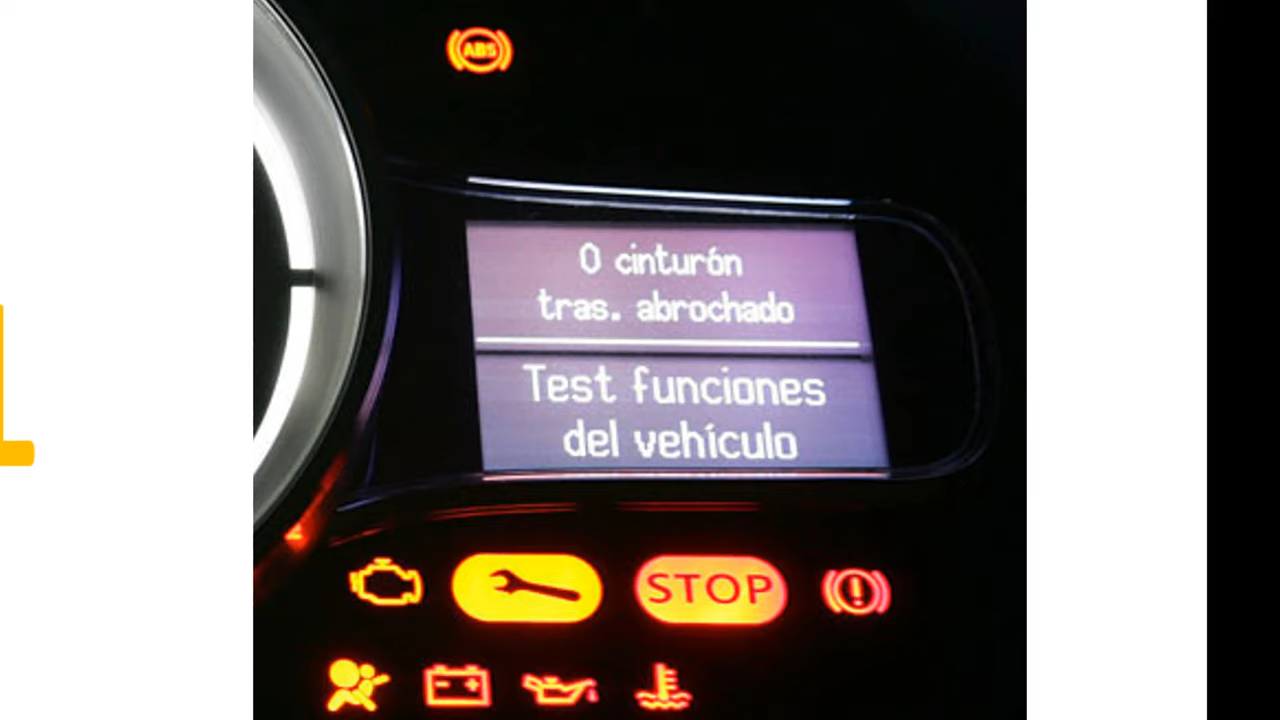 ABS
0 cinturón
tras. abrochado
Test funciones
del vehículo
STOP